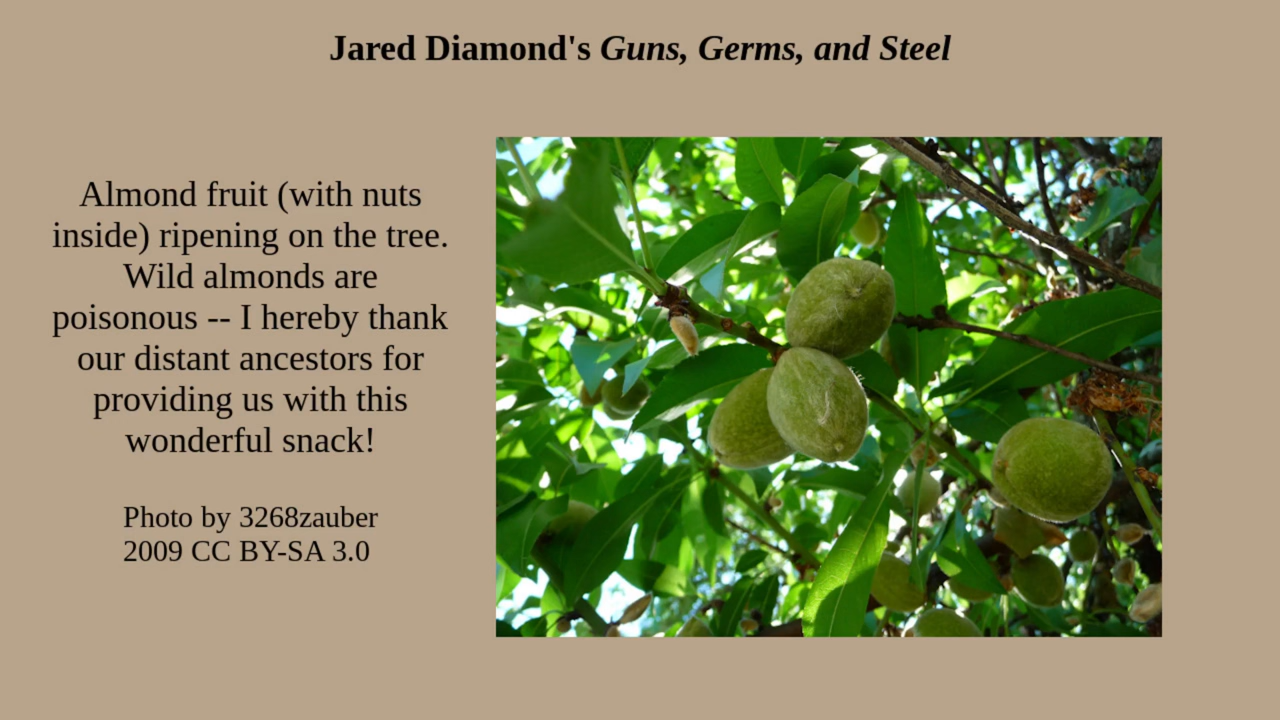 Jared Diamond's Guns, Germs, and Steel
Almond fruit (with nuts
inside) ripening on the tree.
Wild almonds are
poisonous -- I hereby thank
our distant ancestors for
providing us with this
wonderful snack!
Photo by 3268zauber
2009 CC BY-SA 3.0